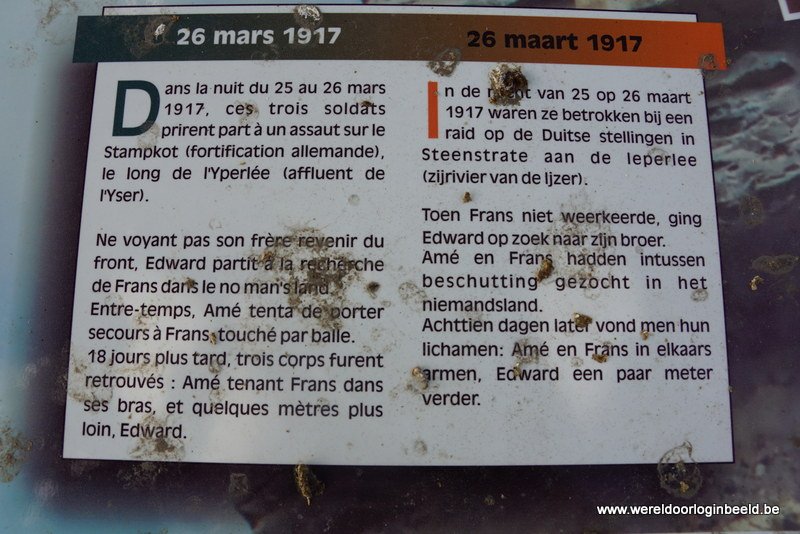 26 mars 1917
Dans la nuit du 25 au 26 mars
1917, ces trois soldats
prirent part à un assaut sur le
Stampkot (fortification allemande),
le long de l'Yperlée (affluent de
l'Yser).
Ne voyant pas son frère revenir du
front, Edward partit à la recherche
de Frans dans le no man's land.
Entre-temps, Amé tenta de porter
secours à Frans, touché par balle.
18 jours plus tard, trois corps furent
retrouvés : Amé tenant Frans dans
ses bras, et quelques mètres plus
loin, Edward.
26 maart 1917
In de nacht van 25 op 26 maart
1917 waren ze betrokken bij een
raid op de Duitse stellingen in
Steenstrate aan de Ieperlee
(zijrivier van de Ijzer).
Toen Frans niet weerkeerde, ging
Edward op zoek naar zijn broer.
Amé en Frans hadden intussen
beschutting gezocht in het
niemandsland.
Achttien dagen later vond men hun
lichamen: Amé en Frans in elkaars
armen, Edward een paar meter
verder.
www.wereldoorloginbeeld.be